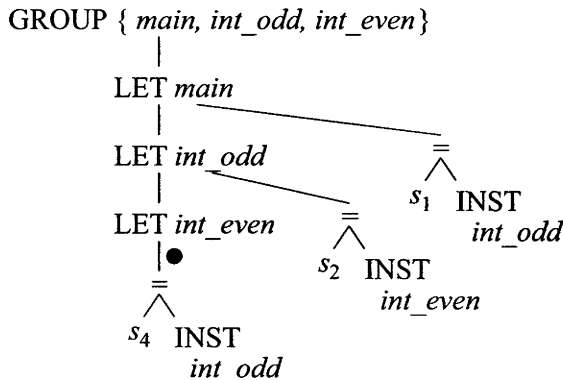 GROUP { main, int_odd, int_even}
LET main
LET int_odd
=
s1 INST
int_odd
LET int_even
=
s2 INST
int_even
=
s4 INST
int_odd